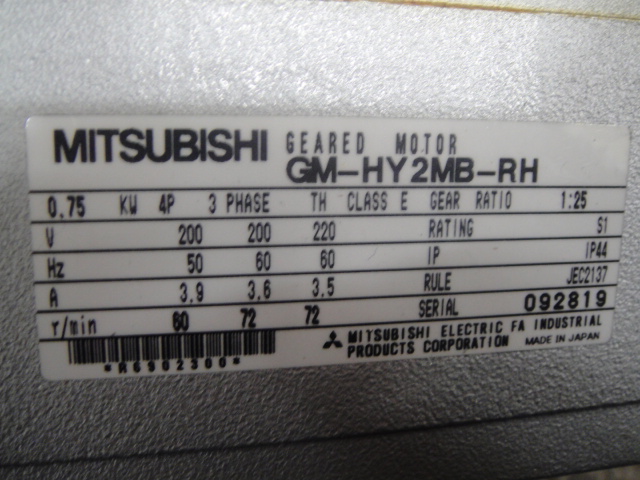 MITSUBISHI GEARED MOTOR
GM-HY2MB-RH
0.75 KW 4P 3 PHASE TH CLASS E GEAR RATIO 1:25
V 200 200 220 RATING S1
Hz 50 60 60 IP IP44
A 3.9 3.6 3.5 RULE JEC2137
r/min 60 72 72 SERIAL 092819
*R6902300*
MITSUBISHI ELECTRIC FA INDUSTRIAL
PRODUCTS CORPORATION MADE IN JAPAN